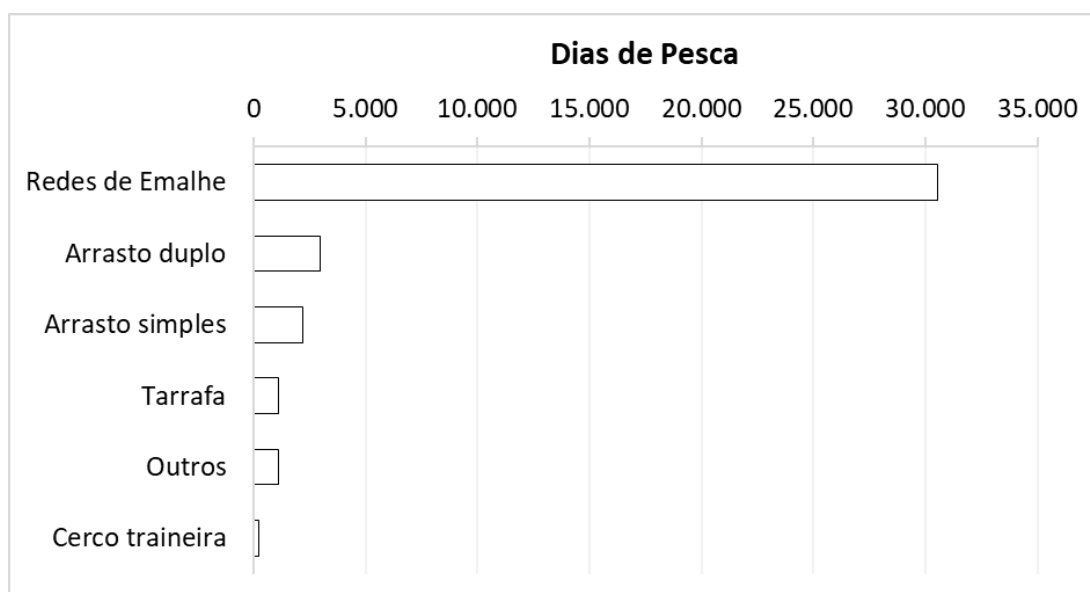 Dias de Pesca
0 5.000 10.000 15.000 20.000 25.000 30.000 35.000
Redes de Emalhe
Arrasto duplo
Arrasto simples
Tarrafa
Outros
Cerco traineira